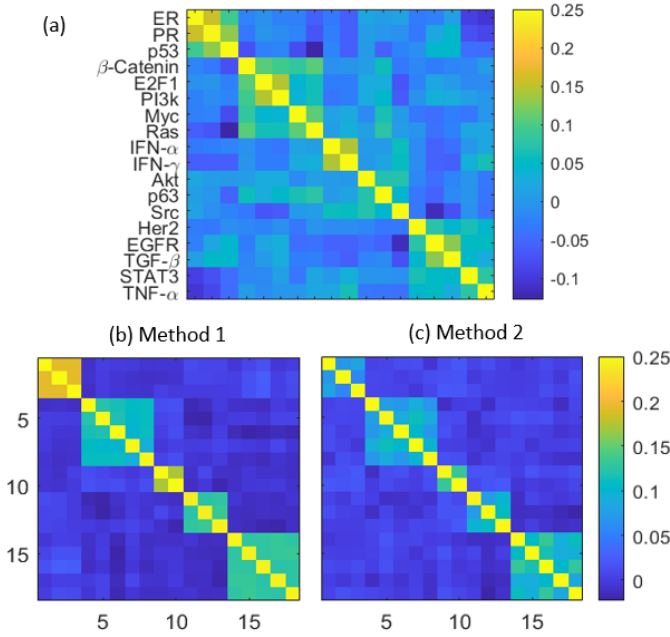 (a)
ER
PR
p53
β-Catenin
E2F1
PI3k
Myc
Ras
IFN-α
IFN-γ
Akt
p63
Src
Her2
EGFR
TGF-β
STAT3
TNF-α
0.25
0.2
0.15
0.1
0.05
0
-0.05
-0.1
(b) Method 1
(c) Method 2
5
10
15
5
10
15
5
10
15
0.25
0.2
0.15
0.1
0.05
0